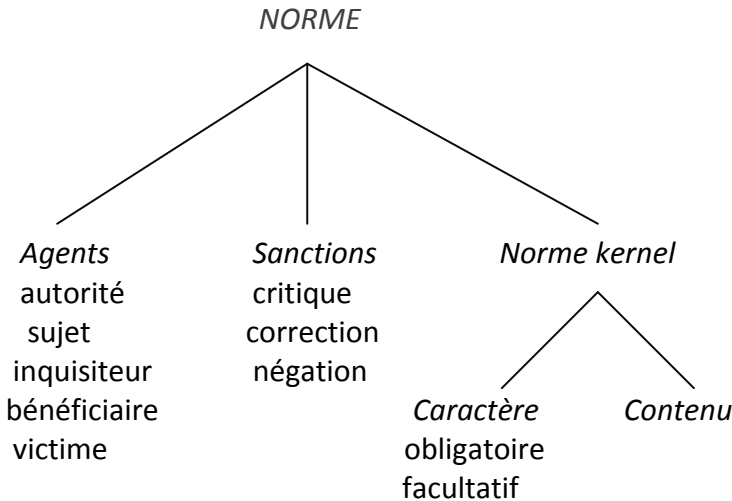 NORME
Agents
autorité
sujet
inquisiteur
bénéficiaire
victime
Sanctions
critique
correction
négation
Norme kernel
Caractère
obligatoire
facultatif
Contenu